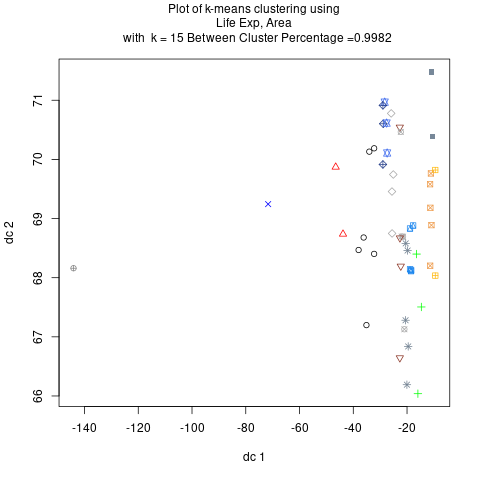 Plot of k-means clustering using
Life Exp, Area
with k = 15 Between Cluster Percentage =0.9982
71
70
69
68
67
66
dc 2
-140 -120 -100 -80 -60 -40 -20
dc 1